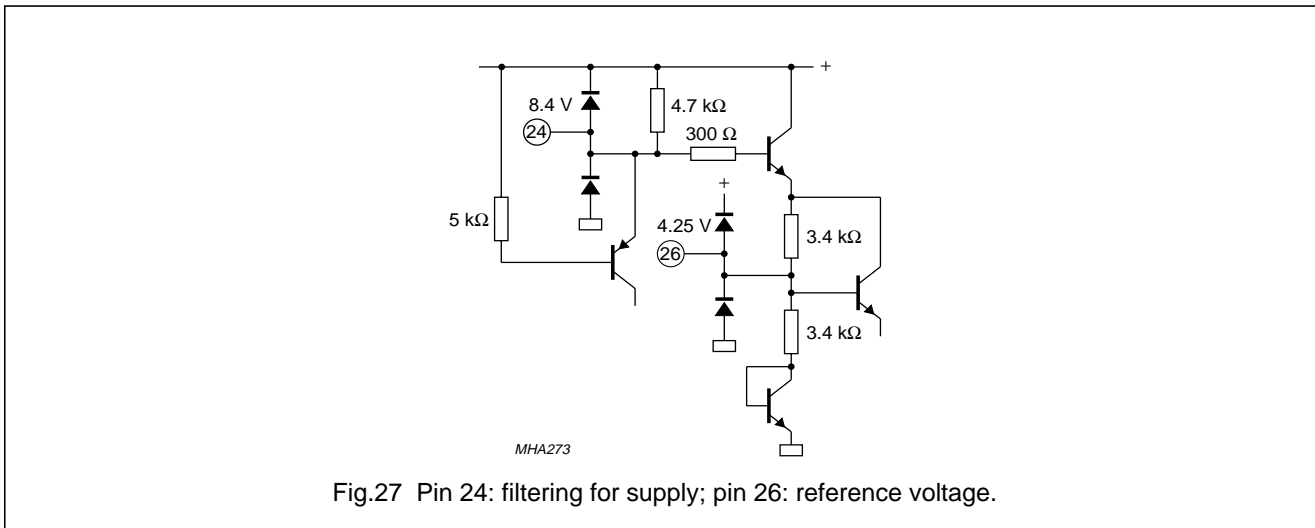 +
8.4 V
4.7 kΩ
24
300 Ω
+
5 kΩ
4.25 V
3.4 kΩ
26
3.4 kΩ
MHA273
Fig.27 Pin 24: filtering for supply; pin 26: reference voltage.